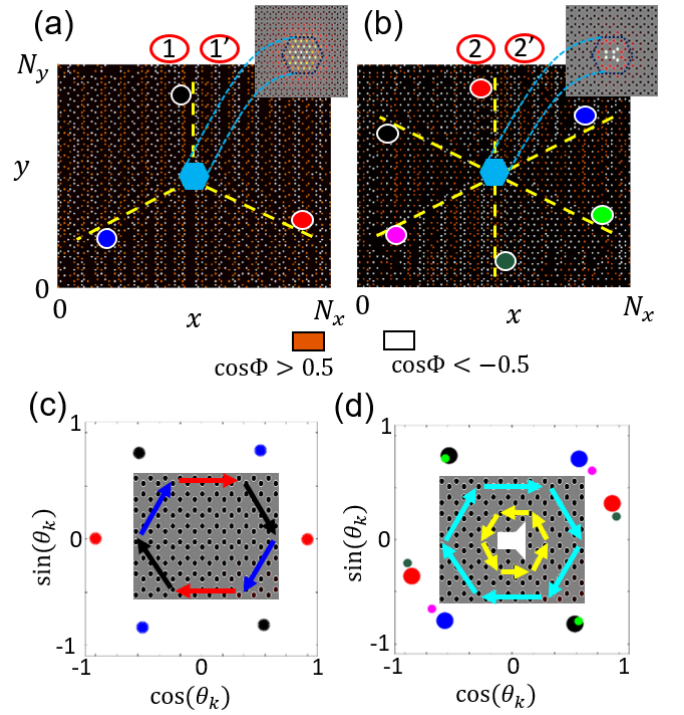 (a) 1 1′
(b) 2 2′
N_y
y
0
0 x N_x
0 x N_x
cosΦ > 0.5 cosΦ < −0.5
(c) (d)
1
sin(θ_k)
0
-1
-1 0 1
cos(θ_k)
1
sin(θ_k)
0
-1
-1 0 1
cos(θ_k)